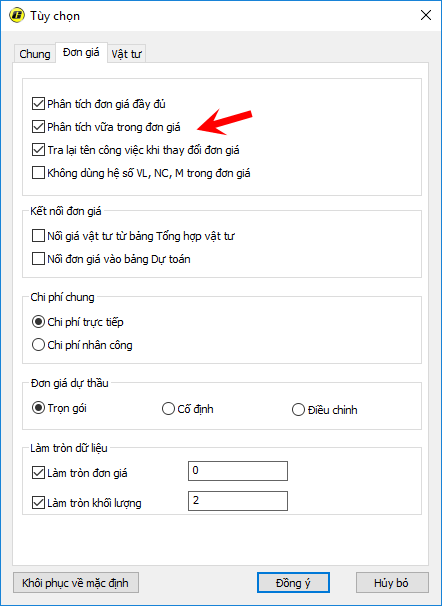 Tùy chọn
Chung
Đơn giá
Vật tư
Phân tích đơn giá đầy đủ
Phân tích vữa trong đơn giá
Tra lại tên công việc khi thay đổi đơn giá
Không dùng hệ số VL, NC, M trong đơn giá
Kết nối đơn giá
Nối giá vật tư từ bảng Tổng hợp vật tư
Nối đơn giá vào bảng Dự toán
Chi phí chung
Chi phí trực tiếp
Chi phí nhân công
Đơn giá dự thầu
Trọn gói
Cố định
Điều chỉnh
Làm tròn dữ liệu
Làm tròn đơn giá
0
Làm tròn khối lượng
2
Khôi phục về mặc định
Đồng ý
Hủy bỏ